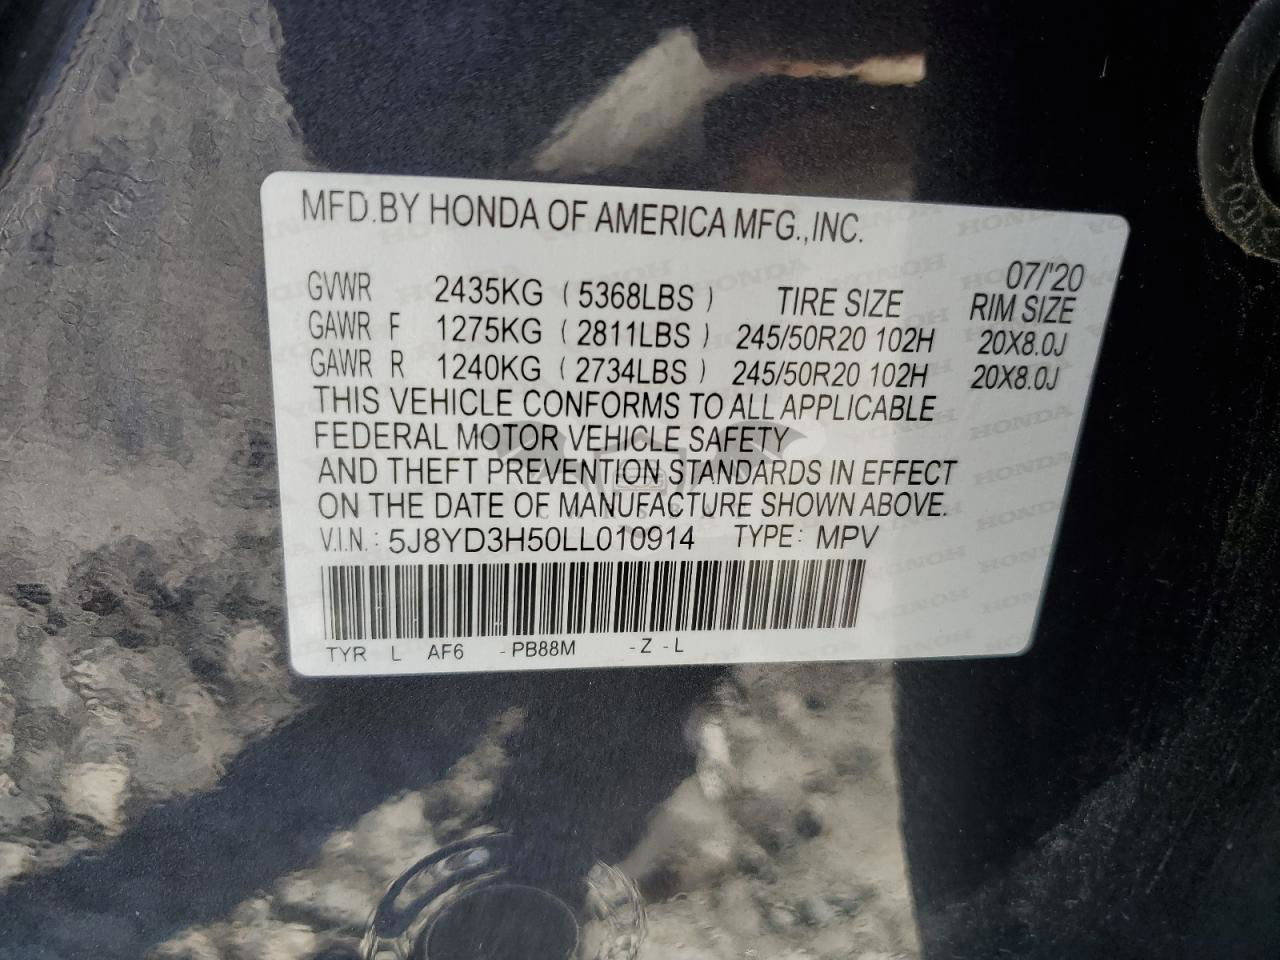 MFD.BY HONDA OF AMERICA MFG.,INC.
07/'20
GVWR 2435KG ( 5368LBS ) TIRE SIZE RIM SIZE
GAWR F 1275KG ( 2811LBS ) 245/50R20 102H 20X8.0J
GAWR R 1240KG ( 2734LBS ) 245/50R20 102H 20X8.0J
THIS VEHICLE CONFORMS TO ALL APPLICABLE
FEDERAL MOTOR VEHICLE SAFETY
AND THEFT PREVENTION STANDARDS IN EFFECT
ON THE DATE OF MANUFACTURE SHOWN ABOVE.
V.I.N.: 5J8YD3H50LL010914 TYPE: MPV
TYR L AF6 -PB88M -Z -L